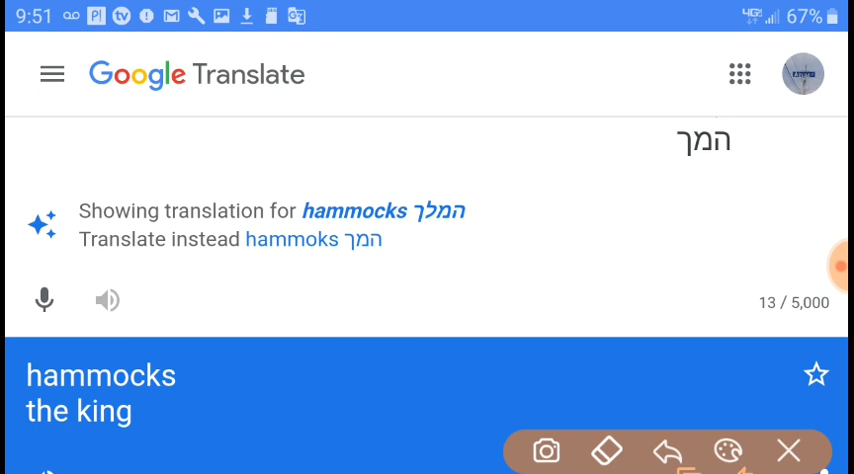 9:51
67%
Google Translate
המך
Showing translation for hammocks המלך
Translate instead hammoks המך
13 / 5,000
hammocks
the king